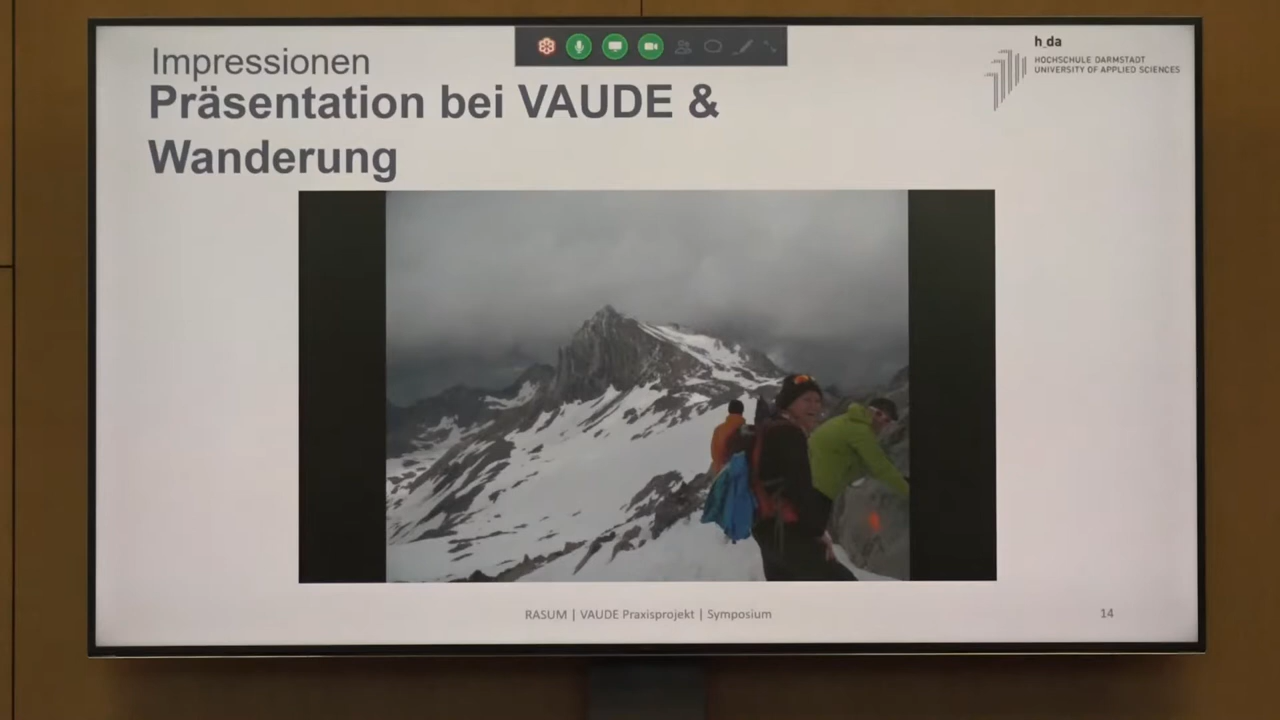 Impressionen
Präsentation bei VAUDE &
Wanderung
h_da
HOCHSCHULE DARMSTADT
UNIVERSITY OF APPLIED SCIENCES
RASUM | VAUDE Praxisprojekt | Symposium
14